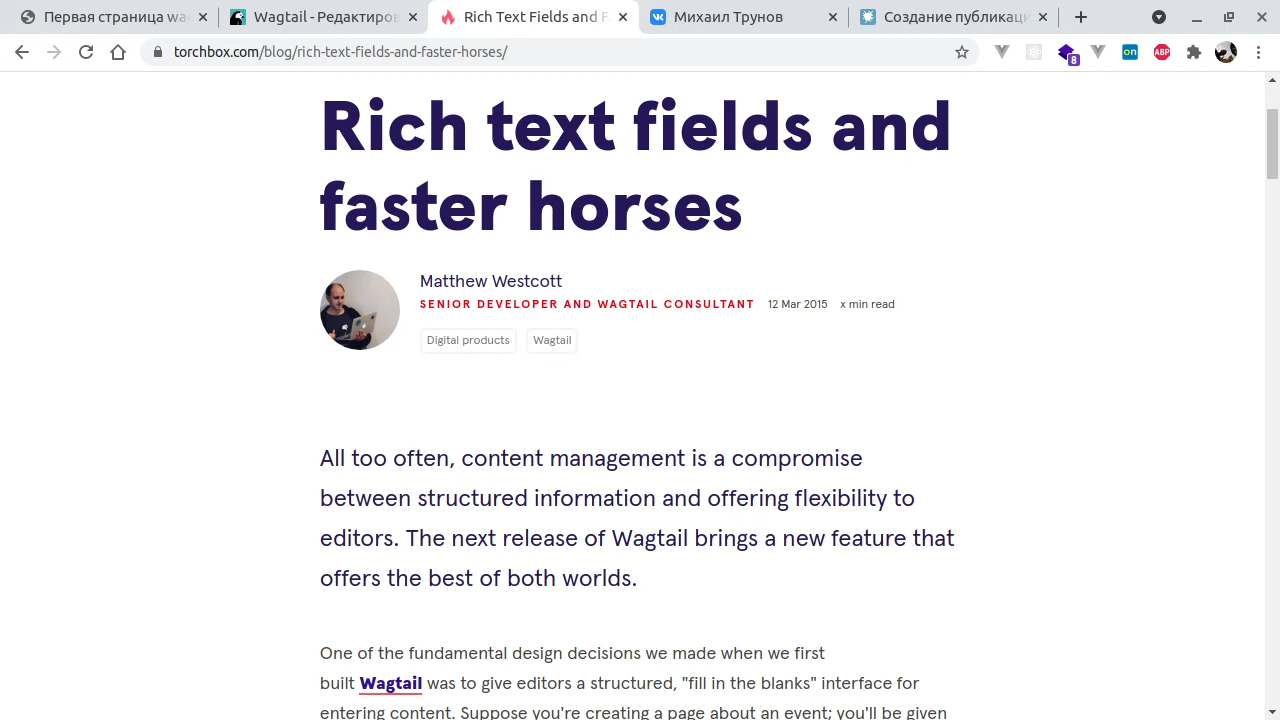 Первая страница wa
Wagtail - Редактиров
Rich Text Fields and F
Михаил Трунов
Создание публикаци
torchbox.com/blog/rich-text-fields-and-faster-horses/
8
on
ABP
Rich text fields and
faster horses
Matthew Westcott
SENIOR DEVELOPER AND WAGTAIL CONSULTANT 12 Mar 2015 x min read
Digital products Wagtail
All too often, content management is a compromise
between structured information and offering flexibility to
editors. The next release of Wagtail brings a new feature that
offers the best of both worlds.
One of the fundamental design decisions we made when we first
built Wagtail was to give editors a structured, "fill in the blanks" interface for
entering content. Suppose you're creating a page about an event; you'll be given